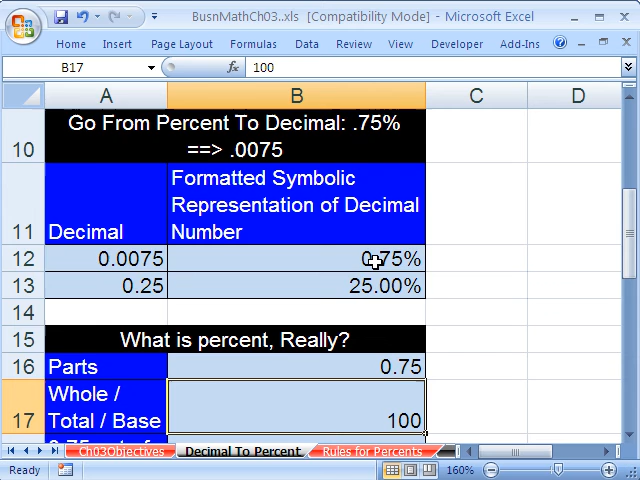 BusnMathCh03..xls [Compatibility Mode] - Microsoft Excel
Home Insert Page Layout Formulas Data Review View Developer Add-Ins
B17 fx 100
A B C D
10 Go From Percent To Decimal: .75%
==> .0075
Formatted Symbolic
Representation of Decimal
11 Decimal Number
12 0.0075 0.75%
13 0.25 25.00%
14
15 What is percent, Really?
16 Parts 0.75
Whole /
17 Total / Base 100
Ch03Objectives Decimal To Percent Rules for Percents
Ready 160%